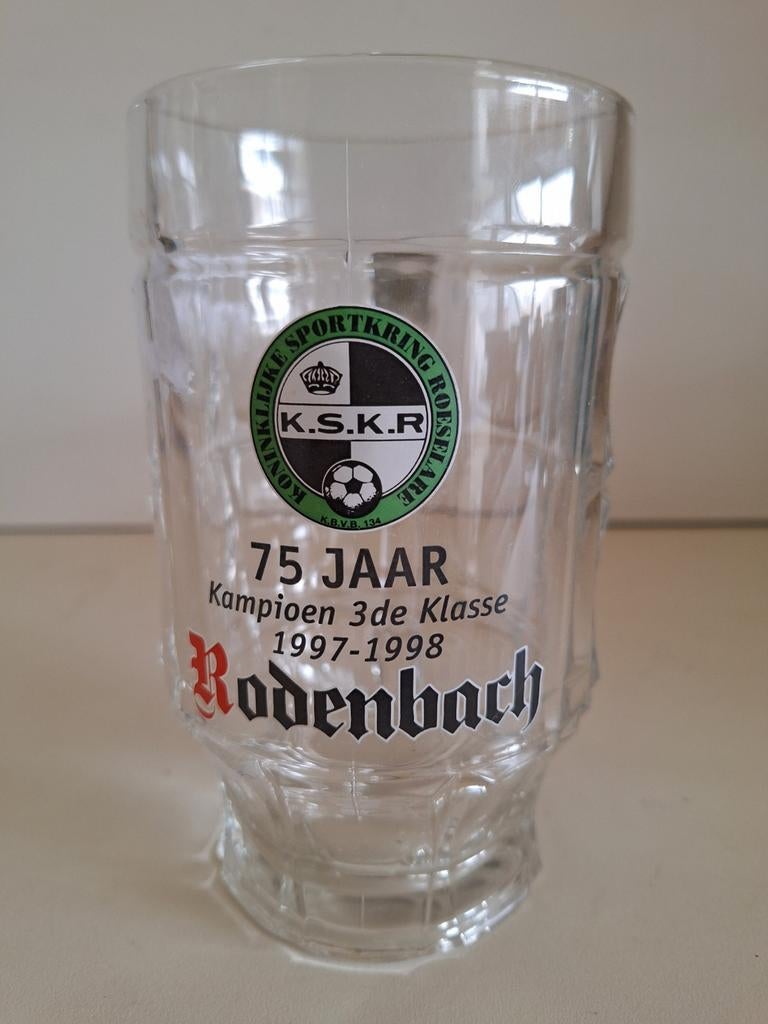 KONINKLIJKE SPORTKRING ROESELARE
K.S.K.R
K.B.V.B. 134
75 JAAR
Kampioen 3de Klasse
1997-1998
Rodenbach